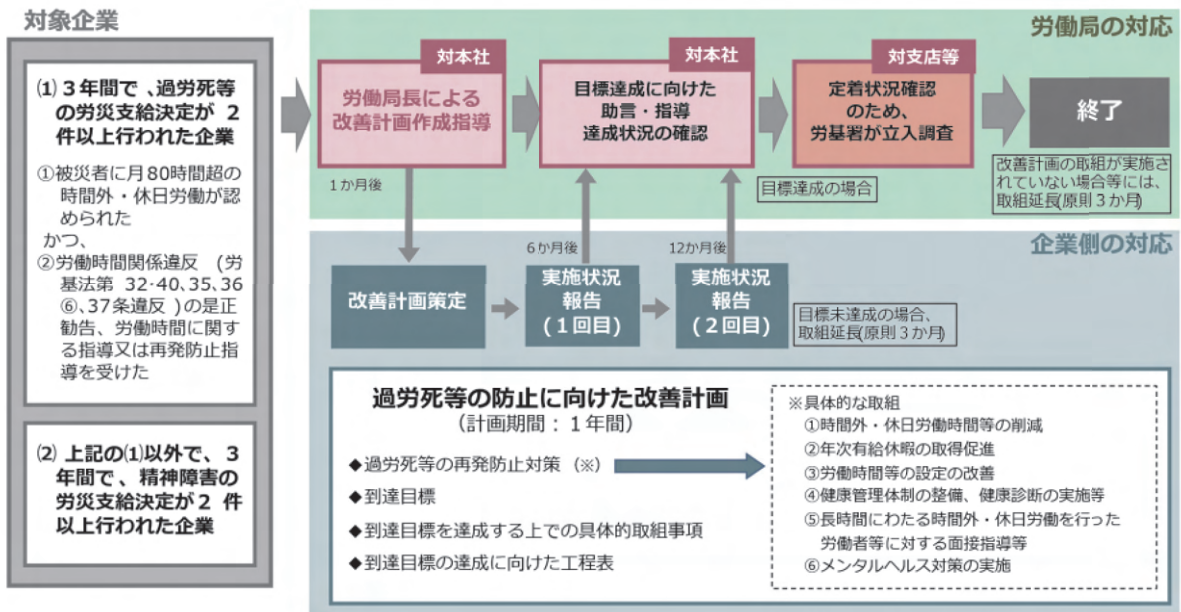 対象企業
⑴３年間で 、過労死等
の労災支給決定が 2
件以上行われた企業
①被災者に月80時間超の
時間外・休日労働が認
められた
かつ、
②労働時間関係違反 (労
基法第 32･40、35、36
⑥、37条違反 )の是正
勧告、労働時間に関す
る指導又は再発防止指
導を受けた
⑵ 上記の⑴以外で、３
年間で、精神障害の
労災支給決定が２ 件
以上行われた企業
労働局の対応
対本社
労働局長による
改善計画作成指導
対本社
目標達成に向けた
助言・指導
達成状況の確認
対支店等
定着状況確認
のため、
労基署が立入調査
終了
1か月後
目標達成の場合
改善計画の取組が実施さ
れていない場合等には、
取組延長(原則３か月)
企業側の対応
6か月後
12か月後
改善計画策定
実施状況
報告
(１回目)
実施状況
報告
(２回目)
目標未達成の場合、
取組延長(原則３か月)
過労死等の防止に向けた改善計画
(計画期間：１年間)
◆過労死等の再発防止対策 (※)
◆到達目標
◆到達目標を達成する上での具体的取組事項
◆到達目標の達成に向けた工程表
※具体的な取組
①時間外・休日労働時間等の削減
②年次有給休暇の取得促進
③労働時間等の設定の改善
④健康管理体制の整備、健康診断の実施等
⑤長時間にわたる時間外・休日労働を行った
労働者等に対する面接指導等
⑥メンタルヘルス対策の実施